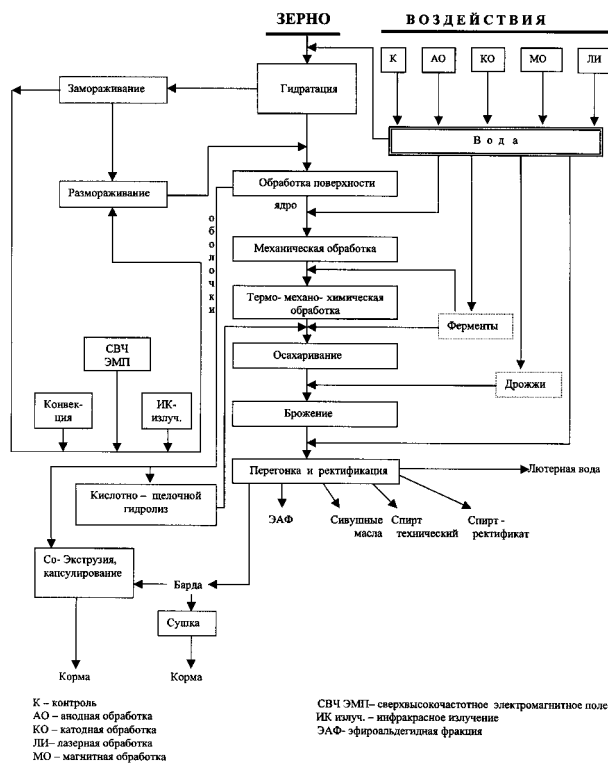 ЗЕРНО
ВОЗДЕЙСТВИЯ
К
АО
КО
МО
ЛИ
Замораживание
Гидратация
Вода
Размораживание
Обработка поверхности
ядро
оболочки
Механическая обработка
Термо- механо- химическая
обработка
Ферменты
СВЧ
ЭМП
Осахаривание
Дрожжи
Конвек-
ция
ИК-
излуч.
Брожение
Перегонка и ректификация
Лютерная вода
Кислотно – щелочной
гидролиз
ЭАФ
Сивушные
масла
Спирт
технический
Спирт -
ректификат
Со- Экструзия,
капсулирование
Барда
Сушка
Корма
Корма
К – контроль
АО – анодная обработка
КО – катодная обработка
ЛИ– лазерная обработка
МО – магнитная обработка
СВЧ ЭМП– сверхвысокочастотное электромагнитное поле
ИК излуч. – инфракрасное излучение
ЭАФ- эфироальдегидная фракция